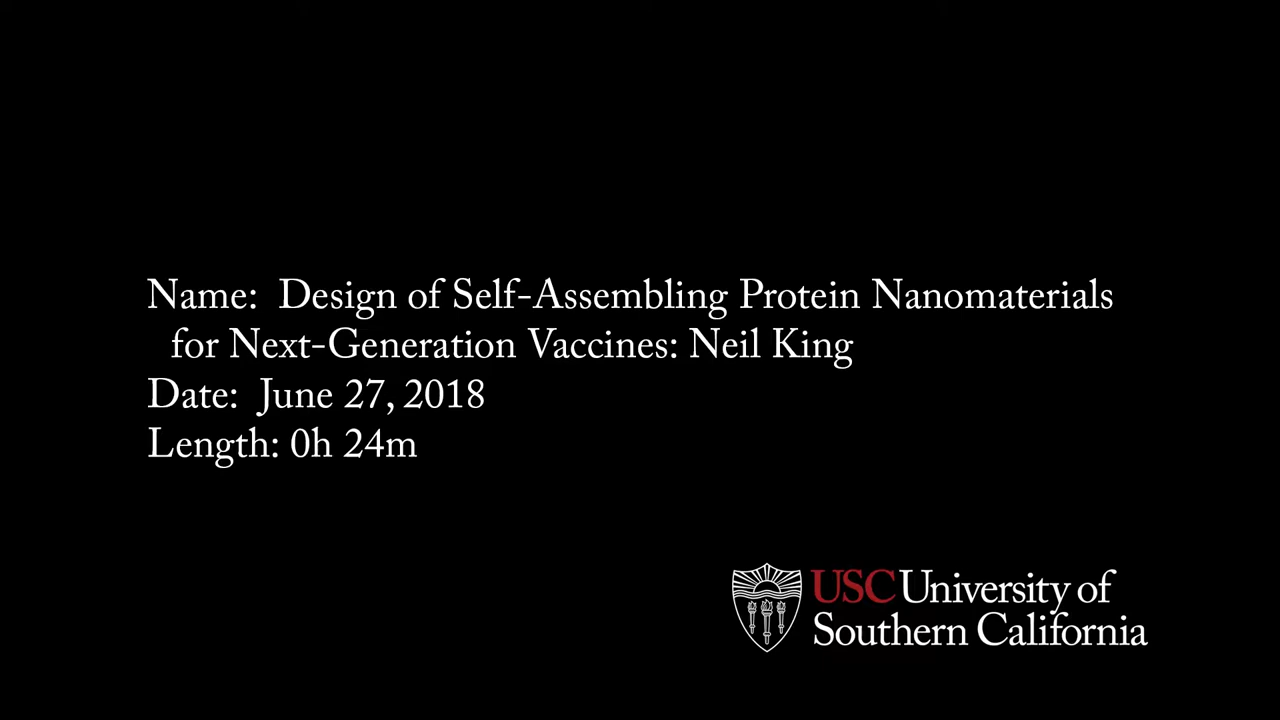 Name: Design of Self-Assembling Protein Nanomaterials
for Next-Generation Vaccines: Neil King
Date: June 27, 2018
Length: 0h 24m
USC University of
Southern California